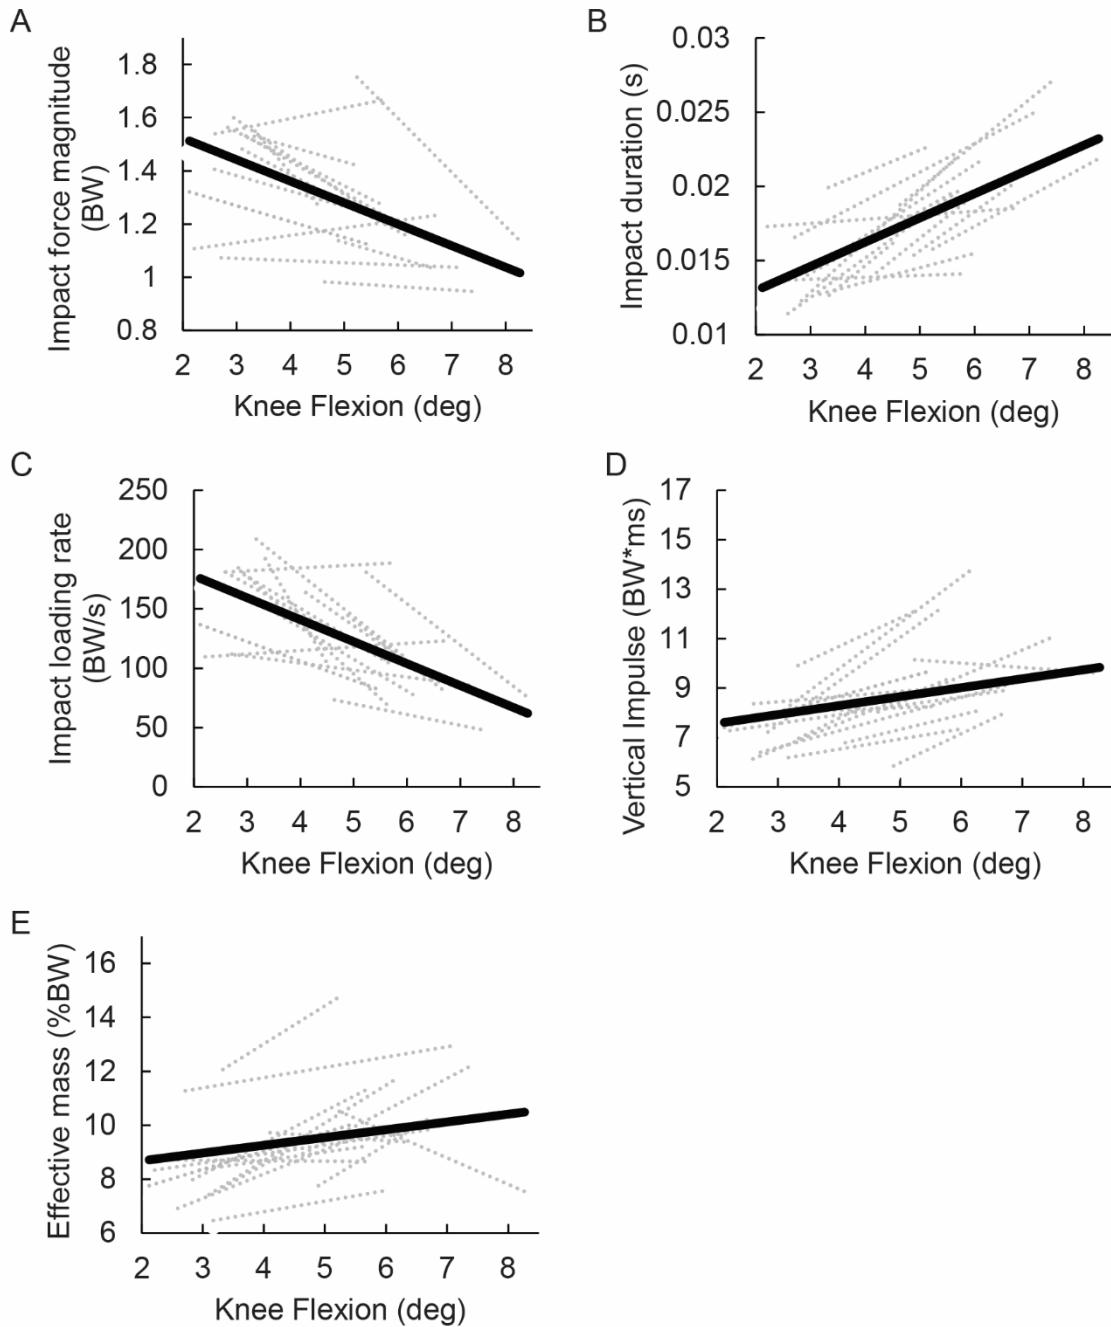 A
Impact force magnitude
(BW)
1.8
1.6
1.4
1.2
1
0.8
2 3 4 5 6 7 8
Knee Flexion (deg)
B
Impact duration (s)
0.03
0.025
0.02
0.015
0.01
2 3 4 5 6 7 8
Knee Flexion (deg)
C
Impact loading rate
(BW/s)
250
200
150
100
50
0
2 3 4 5 6 7 8
Knee Flexion (deg)
D
Vertical Impulse (BW*ms)
17
15
13
11
9
7
5
2 3 4 5 6 7 8
Knee Flexion (deg)
E
Effective mass (%BW)
16
14
12
10
8
6
2 3 4 5 6 7 8
Knee Flexion (deg)